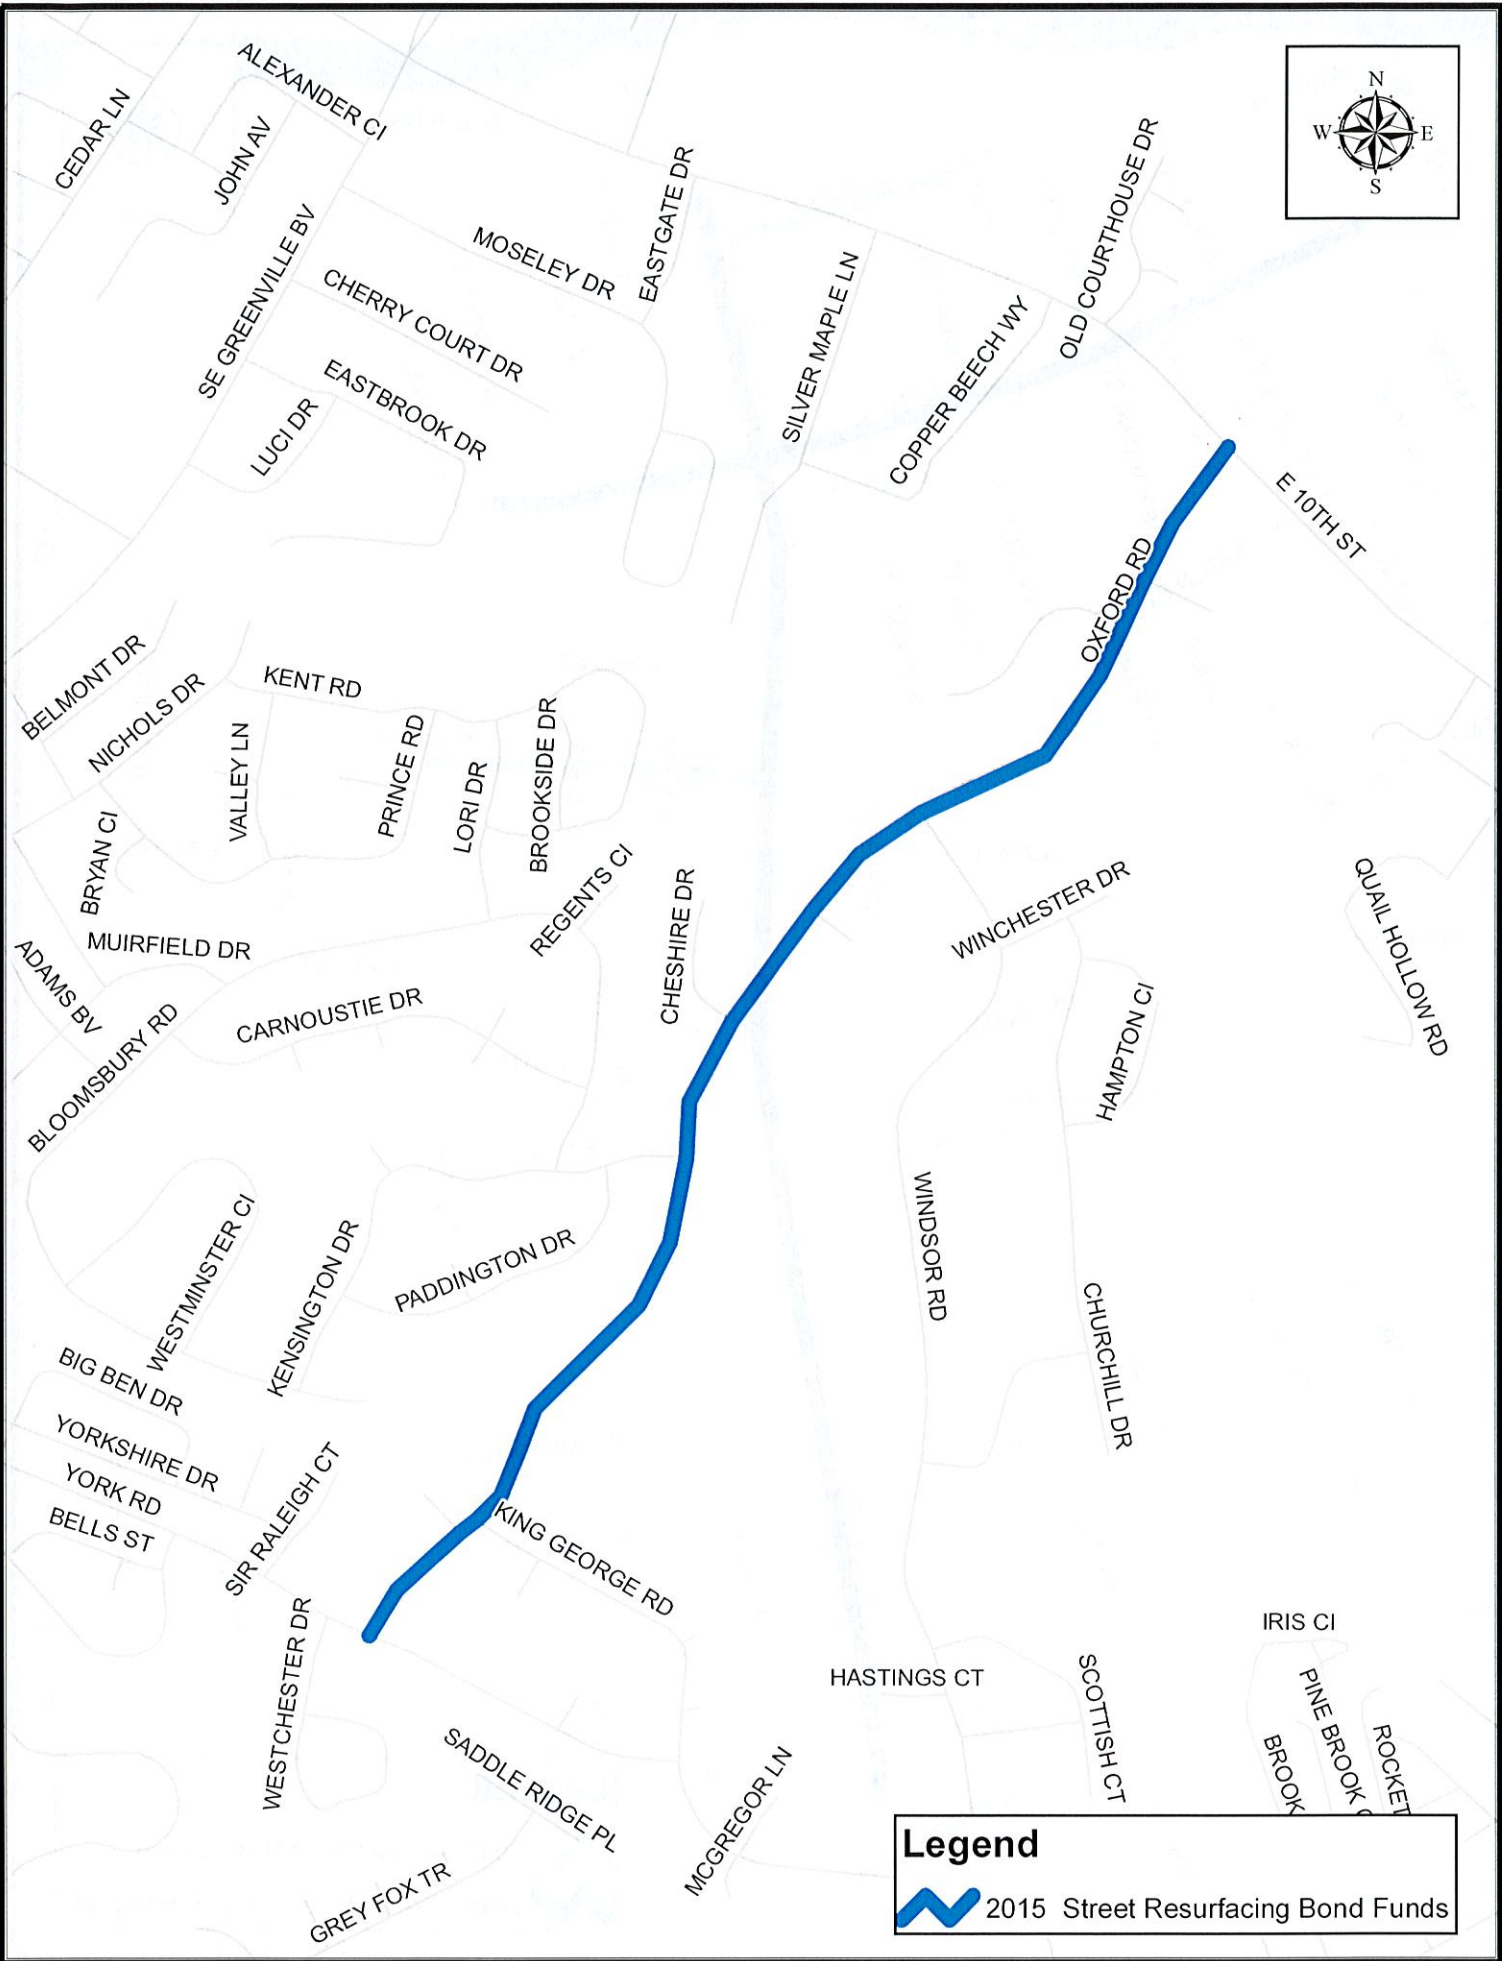 ALEXANDER CI
N
W
E
S
CEDAR LN
JOHN AV
EASTGATE DR
OLD COURTHOUSE DR
SE GREENVILLE BV
MOSELEY DR
CHERRY COURT DR
SILVER MAPLE LN
COPPER BEECH WY
EASTBROOK DR
LUCI DR
E 10TH ST
OXFORD RD
BELMONT DR
NICHOLS DR
KENT RD
VALLEY LN
PRINCE RD
LORI DR
BROOKSIDE DR
BRYAN CI
REGENTS CI
CHESHIRE DR
WINCHESTER DR
QUAIL HOLLOW RD
MUIRFIELD DR
ADAMS BV
CARNOUSTIE DR
BLOOMSBURY RD
HAMPTON CI
WINDSOR RD
WESTMINSTER CI
KENSINGTON DR
PADDINGTON DR
CHURCHILL DR
BIG BEN DR
YORKSHIRE DR
YORK RD
BELLS ST
SIR RALEIGH CT
KING GEORGE RD
WESTCHESTER DR
IRIS CI
HASTINGS CT
SCOTTISH CT
PINE BROOK C
BROOK
ROCKET
SADDLE RIDGE PL
MCGREGOR LN
GREY FOX TR
Legend
2015 Street Resurfacing Bond Funds